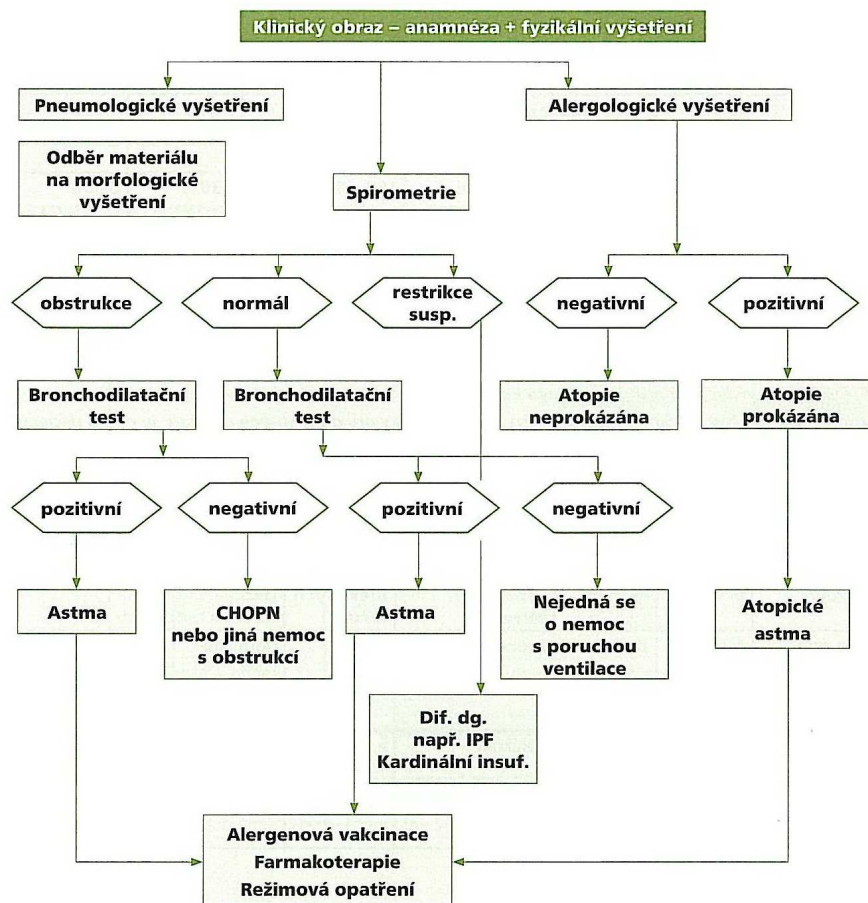 Klinický obraz – anamnéza + fyzikální vyšetření
Pneumologické vyšetření
Alergologické vyšetření
Odběr materiálu
na morfologické
vyšetření
Spirometrie
obstrukce
normál
restrikce
susp.
negativní
pozitivní
Bronchodilatační
test
Bronchodilatační
test
Atopie
neprokázána
Atopie
prokázána
pozitivní
negativní
pozitivní
negativní
Astma
CHOPN
nebo jiná nemoc
s obstrukcí
Astma
Nejedná se
o nemoc
s poruchou
ventilace
Atopické
astma
Dif. dg.
např. IPF
Kardinální insuf.
Alergenová vakcinace
Farmakoterapie
Režimová opatření